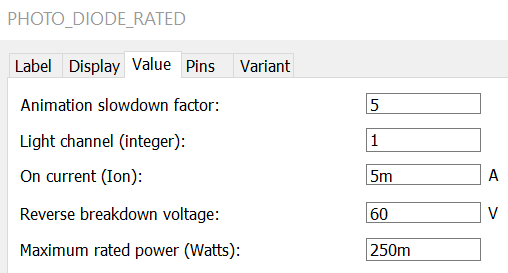 PHOTO_DIODE_RATED
Label Display Value Pins Variant
Animation slowdown factor: 5
Light channel (integer): 1
On current (Ion): 5m A
Reverse breakdown voltage: 60 V
Maximum rated power (Watts): 250m